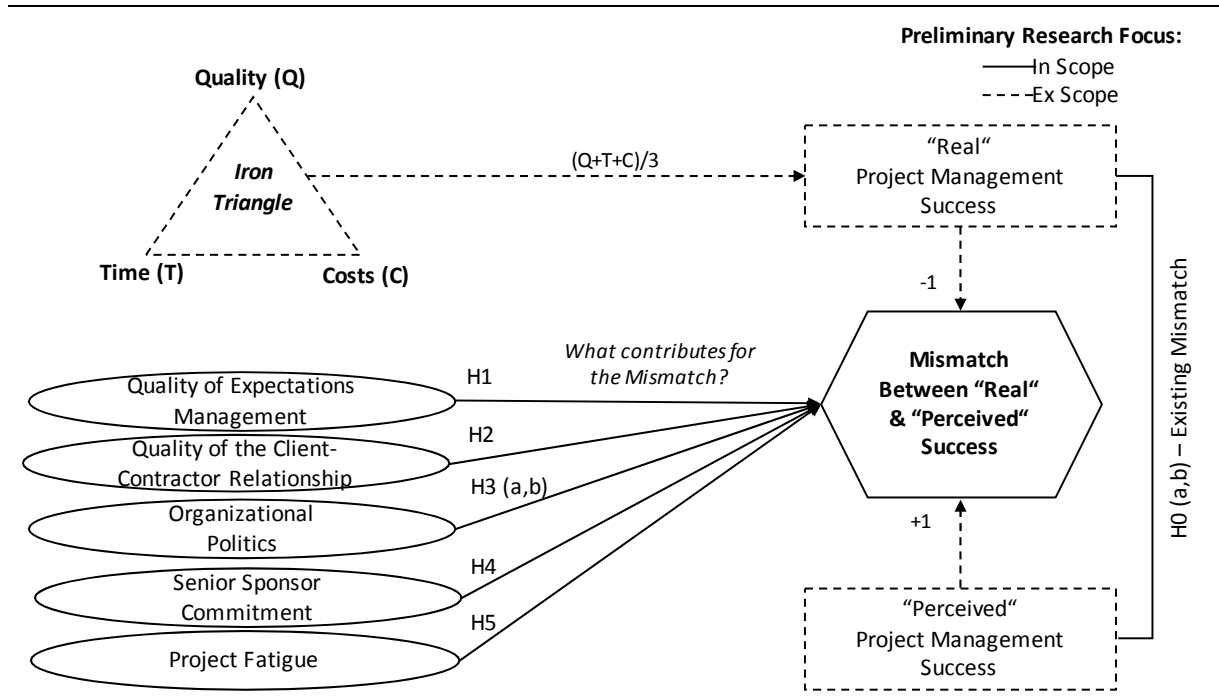 Preliminary Research Focus:
In Scope
Ex Scope
Quality (Q)
Iron
Triangle
Time (T)
Costs (C)
(Q+T+C)/3
“Real“
Project Management
Success
-1
H0 (a,b) – Existing Mismatch
What contributes for
the Mismatch?
Mismatch
Between “Real“
& “Perceived“
Success
Quality of Expectations
Management
H1
Quality of the Client-
Contractor Relationship
H2
Organizational
Politics
H3 (a,b)
Senior Sponsor
Commitment
H4
Project Fatigue
H5
+1
“Perceived“
Project Management
Success